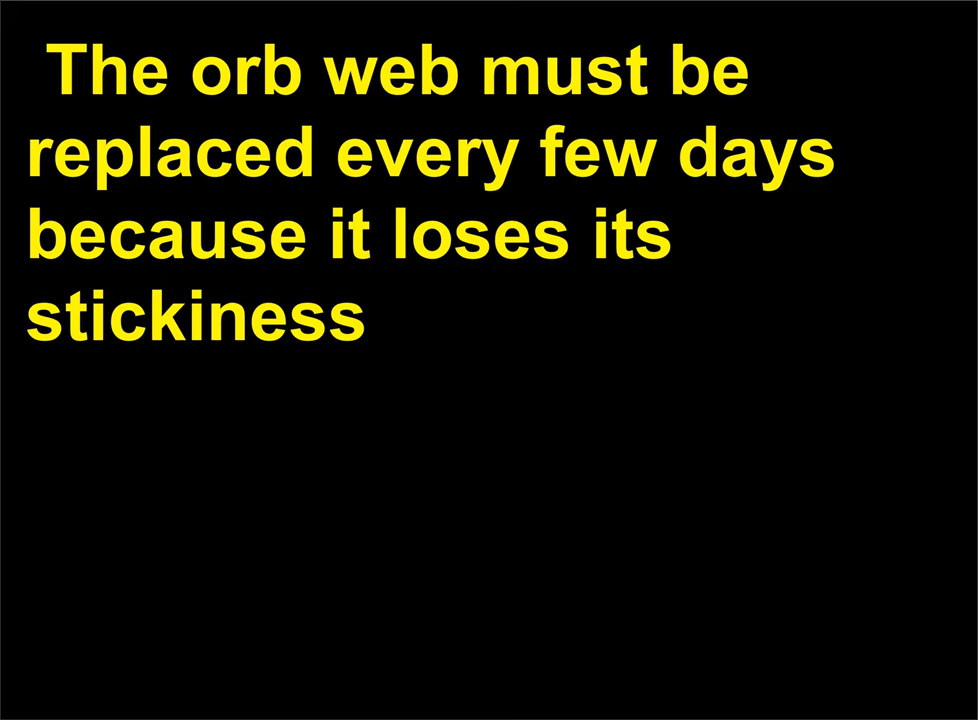 The orb web must be
replaced every few days
because it loses its
stickiness